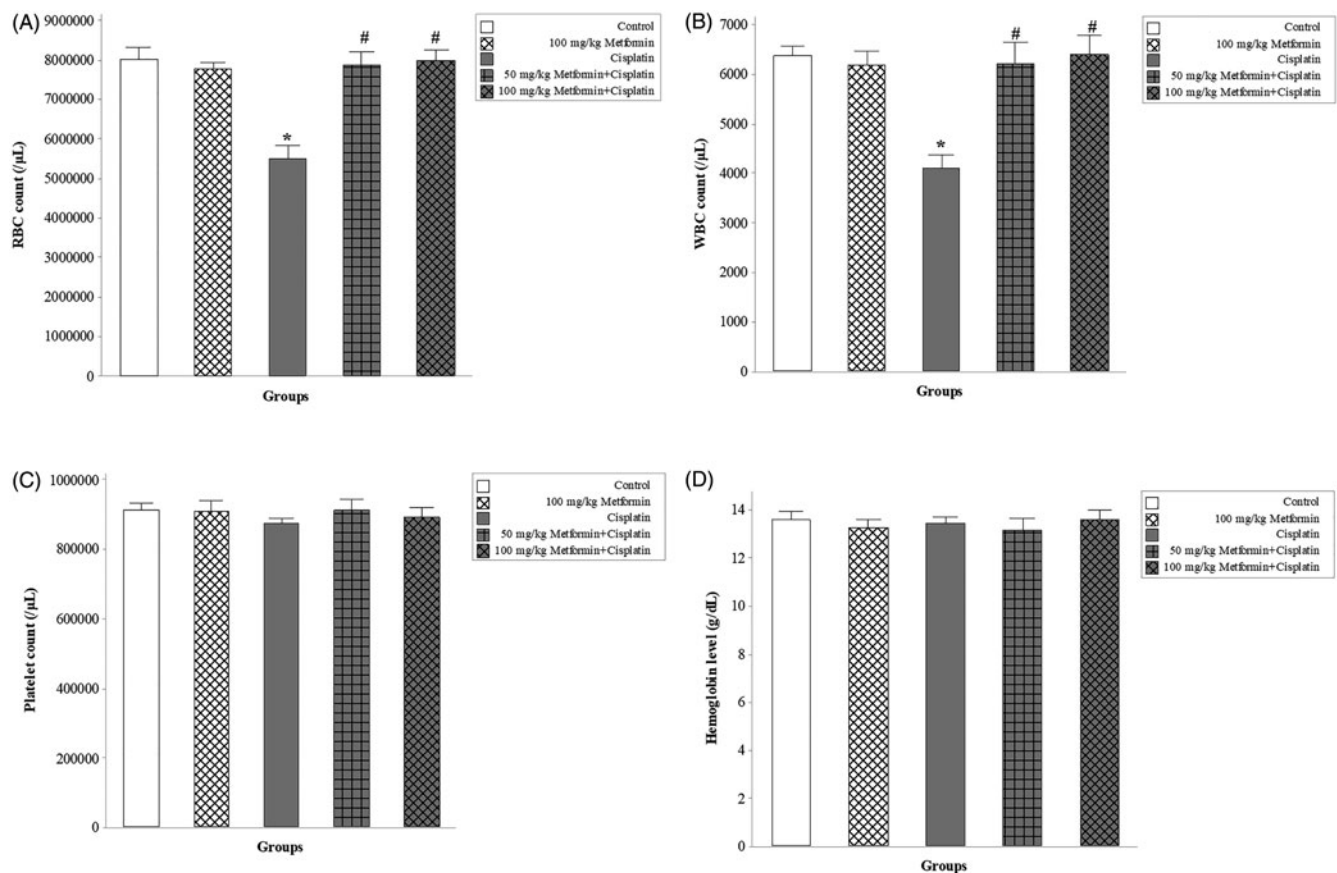 (A)
9000000
8000000
7000000
6000000
5000000
4000000
3000000
2000000
1000000
0
RBC count (/μL)
*
#
#
Groups
Control
100 mg/kg Metformin
Cisplatin
50 mg/kg Metformin+Cisplatin
100 mg/kg Metformin+Cisplatin
(B)
7000
6000
5000
4000
3000
2000
1000
0
WBC count (/μL)
*
#
#
Groups
Control
100 mg/kg Metformin
Cisplatin
50 mg/kg Metformin+Cisplatin
100 mg/kg Metformin+Cisplatin
(C)
1000000
800000
600000
400000
200000
0
Platelet count (/μL)
Groups
Control
100 mg/kg Metformin
Cisplatin
50 mg/kg Metformin+Cisplatin
100 mg/kg Metformin+Cisplatin
(D)
14
12
10
8
6
4
2
0
Hemoglobin level (g/dL)
Groups
Control
100 mg/kg Metformin
Cisplatin
50 mg/kg Metformin+Cisplatin
100 mg/kg Metformin+Cisplatin